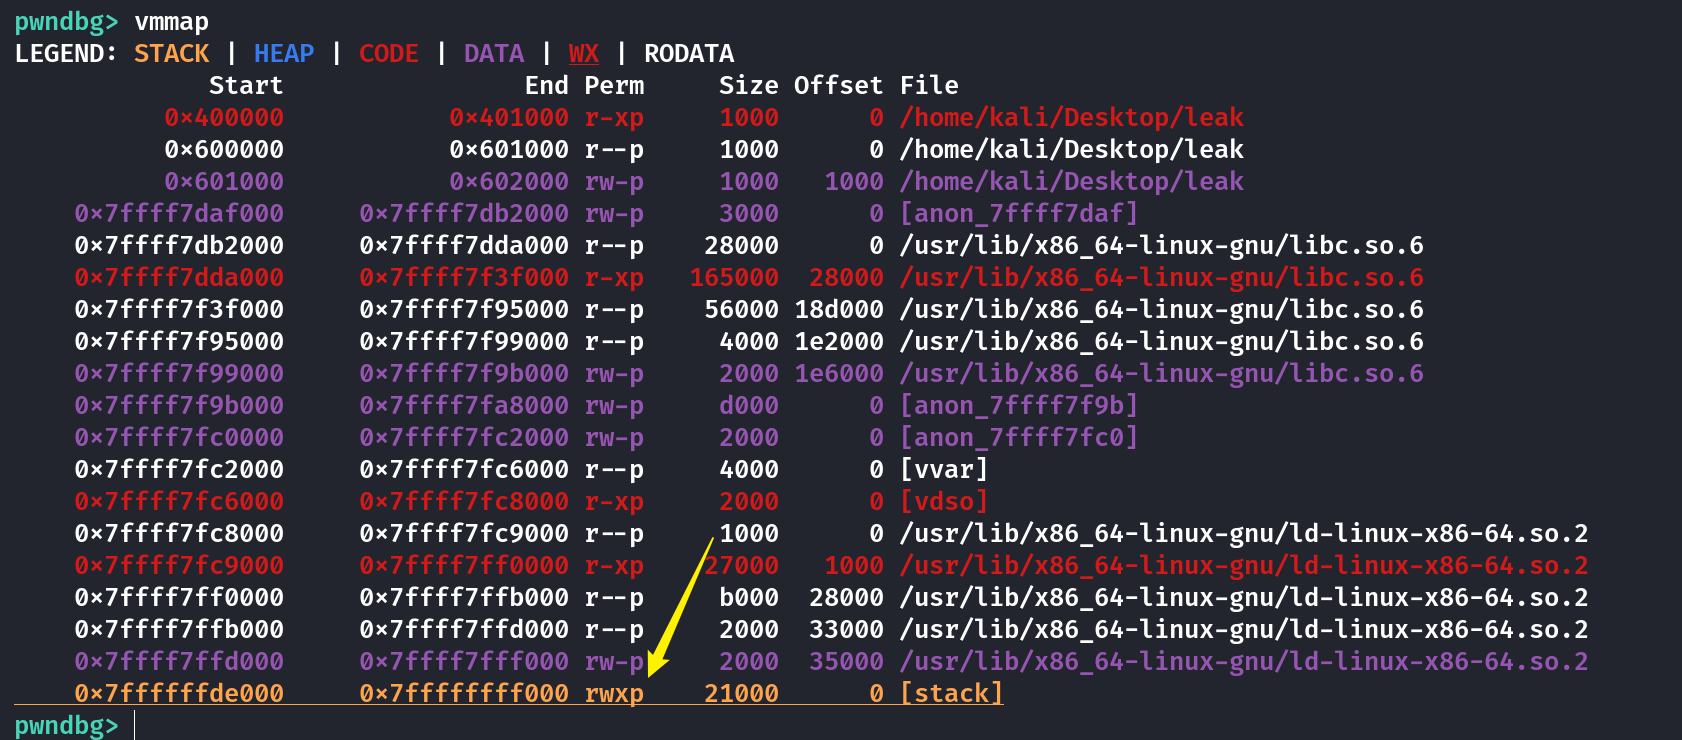 pwndbg> vmmap
LEGEND: STACK | HEAP | CODE | DATA | WX | RODATA
Start End Perm Size Offset File
0x400000 0x401000 r-xp 1000 0 /home/kali/Desktop/leak
0x600000 0x601000 r--p 1000 0 /home/kali/Desktop/leak
0x601000 0x602000 rw-p 1000 1000 /home/kali/Desktop/leak
0x7ffff7daf000 0x7ffff7db2000 rw-p 3000 0 [anon_7ffff7daf]
0x7ffff7db2000 0x7ffff7dda000 r--p 28000 0 /usr/lib/x86_64-linux-gnu/libc.so.6
0x7ffff7dda000 0x7ffff7f3f000 r-xp 165000 28000 /usr/lib/x86_64-linux-gnu/libc.so.6
0x7ffff7f3f000 0x7ffff7f95000 r--p 56000 18d000 /usr/lib/x86_64-linux-gnu/libc.so.6
0x7ffff7f95000 0x7ffff7f99000 r--p 4000 1e2000 /usr/lib/x86_64-linux-gnu/libc.so.6
0x7ffff7f99000 0x7ffff7f9b000 rw-p 2000 1e6000 /usr/lib/x86_64-linux-gnu/libc.so.6
0x7ffff7f9b000 0x7ffff7fa8000 rw-p d000 0 [anon_7ffff7f9b]
0x7ffff7fc0000 0x7ffff7fc2000 rw-p 2000 0 [anon_7ffff7fc0]
0x7ffff7fc2000 0x7ffff7fc6000 r--p 4000 0 [vvar]
0x7ffff7fc6000 0x7ffff7fc8000 r-xp 2000 0 [vdso]
0x7ffff7fc8000 0x7ffff7fc9000 r--p 1000 0 /usr/lib/x86_64-linux-gnu/ld-linux-x86-64.so.2
0x7ffff7fc9000 0x7ffff7ff0000 r-xp 27000 1000 /usr/lib/x86_64-linux-gnu/ld-linux-x86-64.so.2
0x7ffff7ff0000 0x7ffff7ffb000 r--p b000 28000 /usr/lib/x86_64-linux-gnu/ld-linux-x86-64.so.2
0x7ffff7ffb000 0x7ffff7ffd000 r--p 2000 33000 /usr/lib/x86_64-linux-gnu/ld-linux-x86-64.so.2
0x7ffff7ffd000 0x7ffff7fff000 rw-p 2000 35000 /usr/lib/x86_64-linux-gnu/ld-linux-x86-64.so.2
0x7ffffffde000 0x7ffffffff000 rwxp 21000 0 [stack]
pwndbg>